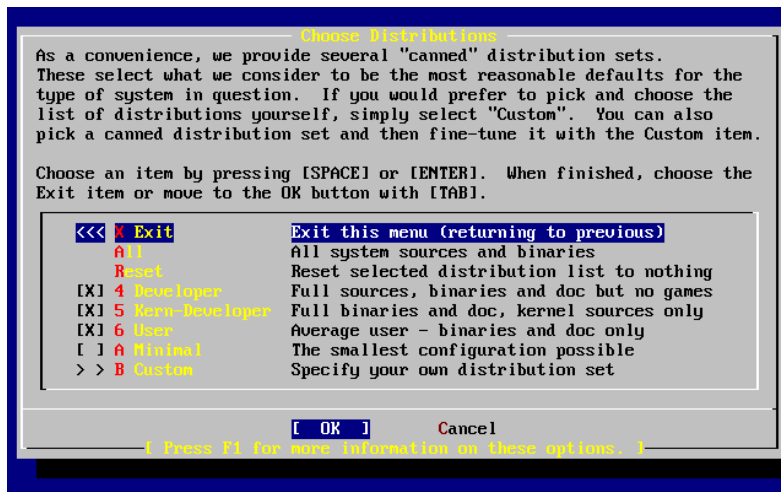 Choose Distributions
As a convenience, we provide several "canned" distribution sets.
These select what we consider to be the most reasonable defaults for the
type of system in question.  If you would prefer to pick and choose the
list of distributions yourself, simply select "Custom".  You can also
pick a canned distribution set and then fine-tune it with the Custom item.
Choose an item by pressing [SPACE] or [ENTER].  When finished, choose the
Exit item or move to the OK button with [TAB].
<<< X Exit Exit this menu (returning to previous)
All All system sources and binaries
Reset Reset selected distribution list to nothing
[X] 4 Developer Full sources, binaries and doc but no games
[X] 5 Kern-Developer Full binaries and doc, kernel sources only
[X] 6 User Average user - binaries and doc only
[ ] A Minimal The smallest configuration possible
> > B Custom Specify your own distribution set
[ OK ] Cancel
[ Press F1 for more information on these options. ]